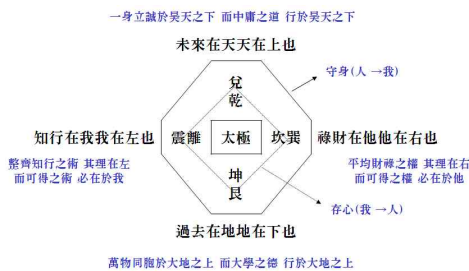 一身立誠於昊天之下 而中庸之道 行於昊天之下
未來在天天在上也
守身(人 →我)
兌
乾
知行在我我在左也
震離
太極
坎巽
祿財在他他在右也
整齊知行之術 其理在左
而可得之術 必在於我
平均財祿之權 其理在右
而可得之權 必在於他
坤
艮
存心(我 →人)
過去在地地在下也
萬物同胞於大地之上 而大學之德 行於大地之上